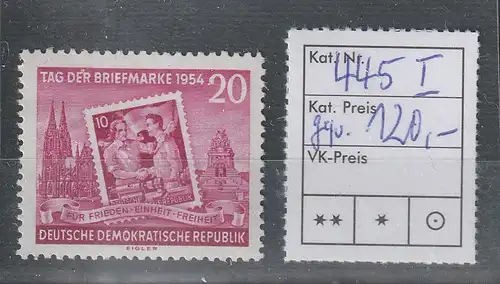 TAG DER BRIEFMARKE 1954 20
10
FÜR FRIEDEN-EINHEIT-FREIHEIT
DEUTSCHE DEMOKRATISCHE REPUBLIK
EIGLER
Kat. Nr. 445 I
Kat. Preis
gepr. 120,-
VK-Preis
** * ⊙